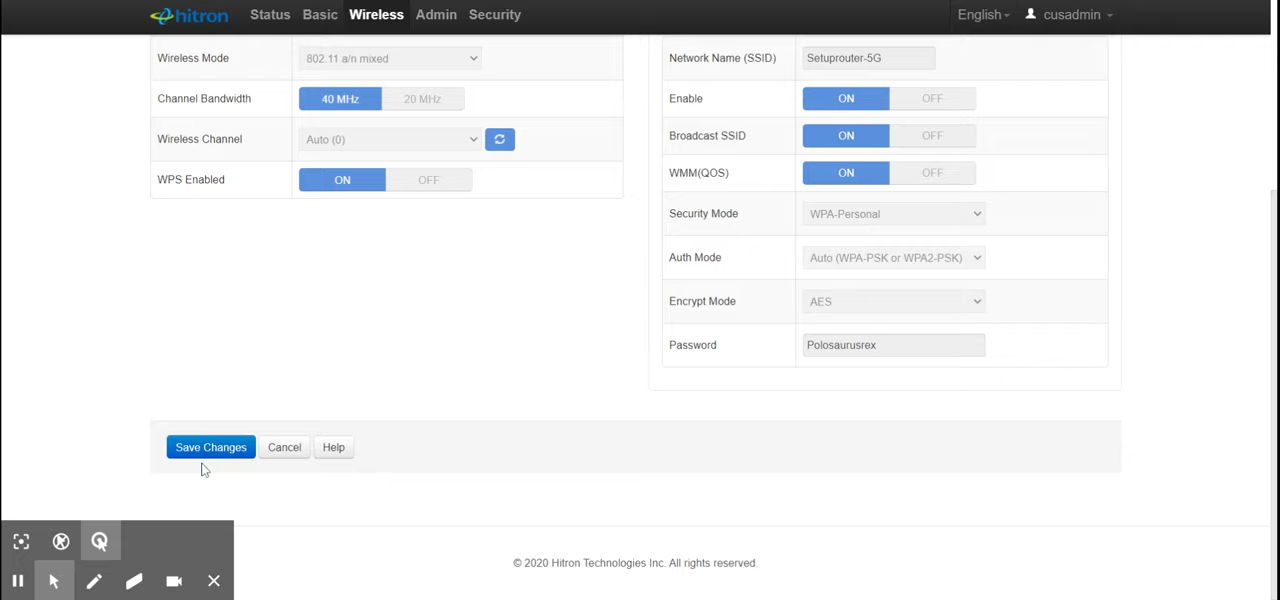 hitron Status Basic Wireless Admin Security English cusadmin
Wireless Mode 802.11 a/n mixed
Channel Bandwidth 40 MHz 20 MHz
Wireless Channel Auto (0)
WPS Enabled ON OFF
Network Name (SSID) Setuprouter-5G
Enable ON OFF
Broadcast SSID ON OFF
WMM(QOS) ON OFF
Security Mode WPA-Personal
Auth Mode Auto (WPA-PSK or WPA2-PSK)
Encrypt Mode AES
Password Polosaurusrex
Save Changes Cancel Help
© 2020 Hitron Technologies Inc. All rights reserved.